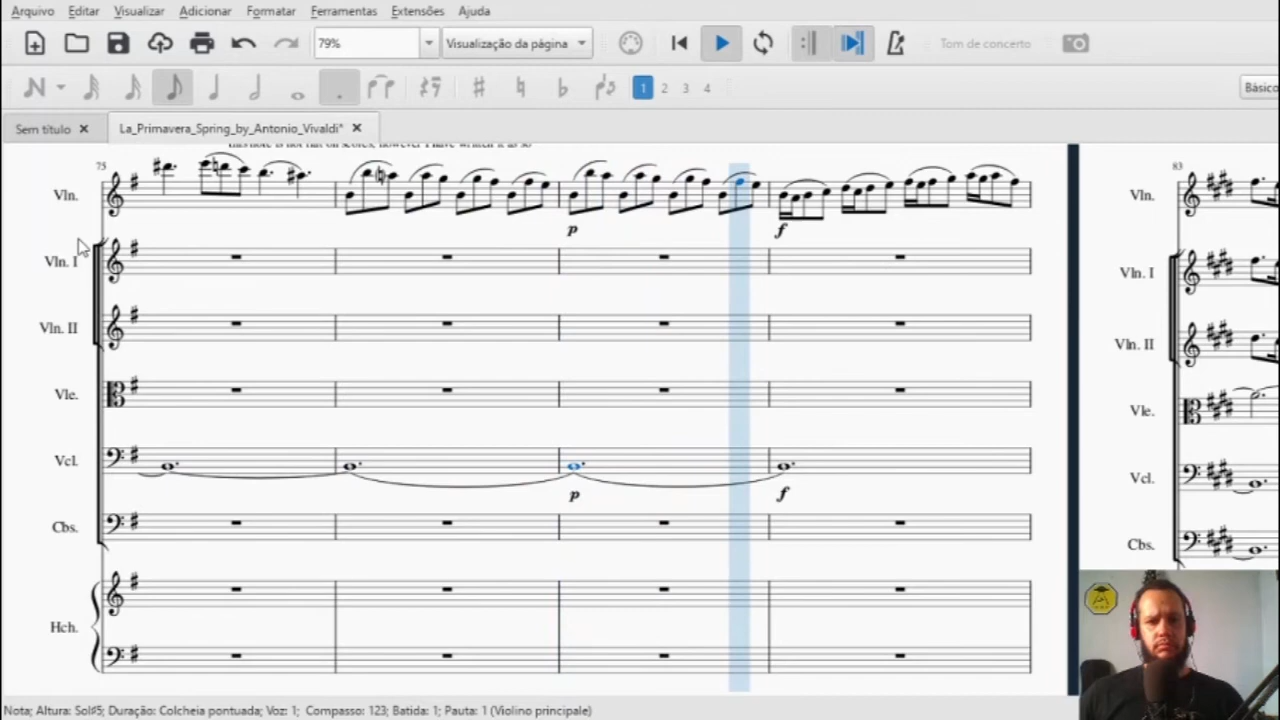 Arquivo Editar Visualizar Adicionar Formatar Ferramentas Extensões Ajuda
79% Visualização da página Tom de concerto
1 2 3 4 Básico
Sem título La_Primavera_Spring_by_Antonio_Vivaldi*
75 83
Vln. Vln.
p f
Vln. I Vln. I
Vln. II Vln. II
Vle. Vle.
Vcl. Vcl.
p f
Cbs. Cbs.
Hch.
Nota; Altura: Sol♯5; Duração: Colcheia pontuada; Voz: 1; Compasso: 123; Batida: 1; Pauta: 1 (Violino principale)